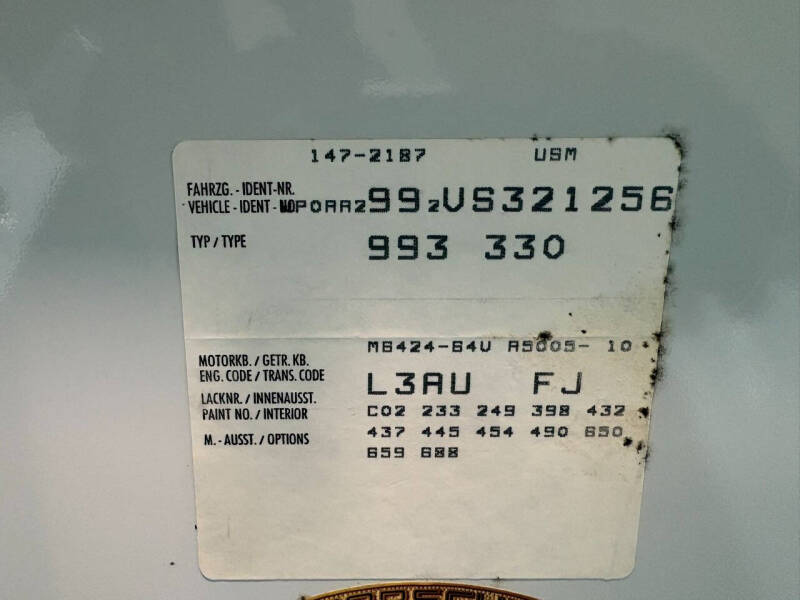 147-2187 USM
FAHRZG. - IDENT-NR.
VEHICLE - IDENT - NO WP0AA2992VS321256
TYP / TYPE 993 330
MOTORKB. / GETR. KB. M6424-64V A5005- 10
ENG. CODE / TRANS. CODE L3AU FJ
LACKNR. / INNENAUSST.
PAINT NO. / INTERIOR C02 233 249 398 432
M. - AUSST. / OPTIONS 437 445 454 490 650
659 688